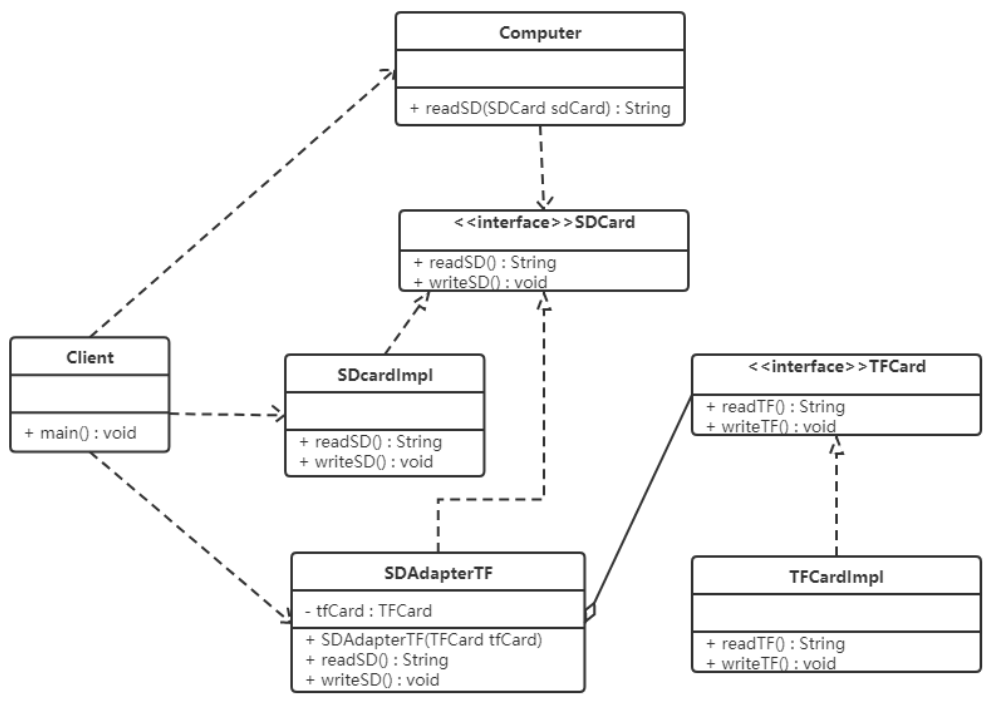 Computer
+ readSD(SDCard sdCard) : String
<<interface>>SDCard
+ readSD() : String
+ writeSD() : void
Client
+ main() : void
SDcardImpl
+ readSD() : String
+ writeSD() : void
<<interface>>TFCard
+ readTF() : String
+ writeTF() : void
SDAdapterTF
- tfCard : TFCard
+ SDAdapterTF(TFCard tfCard)
+ readSD() : String
+ writeSD() : void
TFCardImpl
+ readTF() : String
+ writeTF() : void